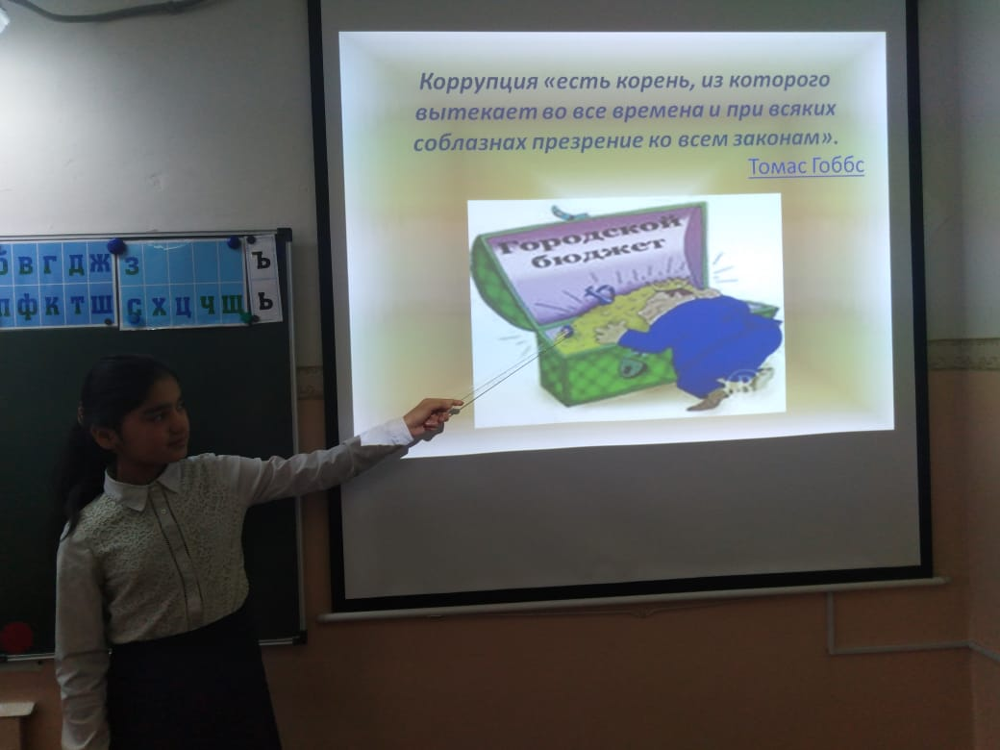 Коррупция «есть корень, из которого
вытекает во все времена и при всяких
соблазнах презрение ко всем законам».
Томас Гоббс
Городской
бюджет
б В Г Д Ж З Ъ
П Ф К Т Ш С Х Ц Ч Щ Ь